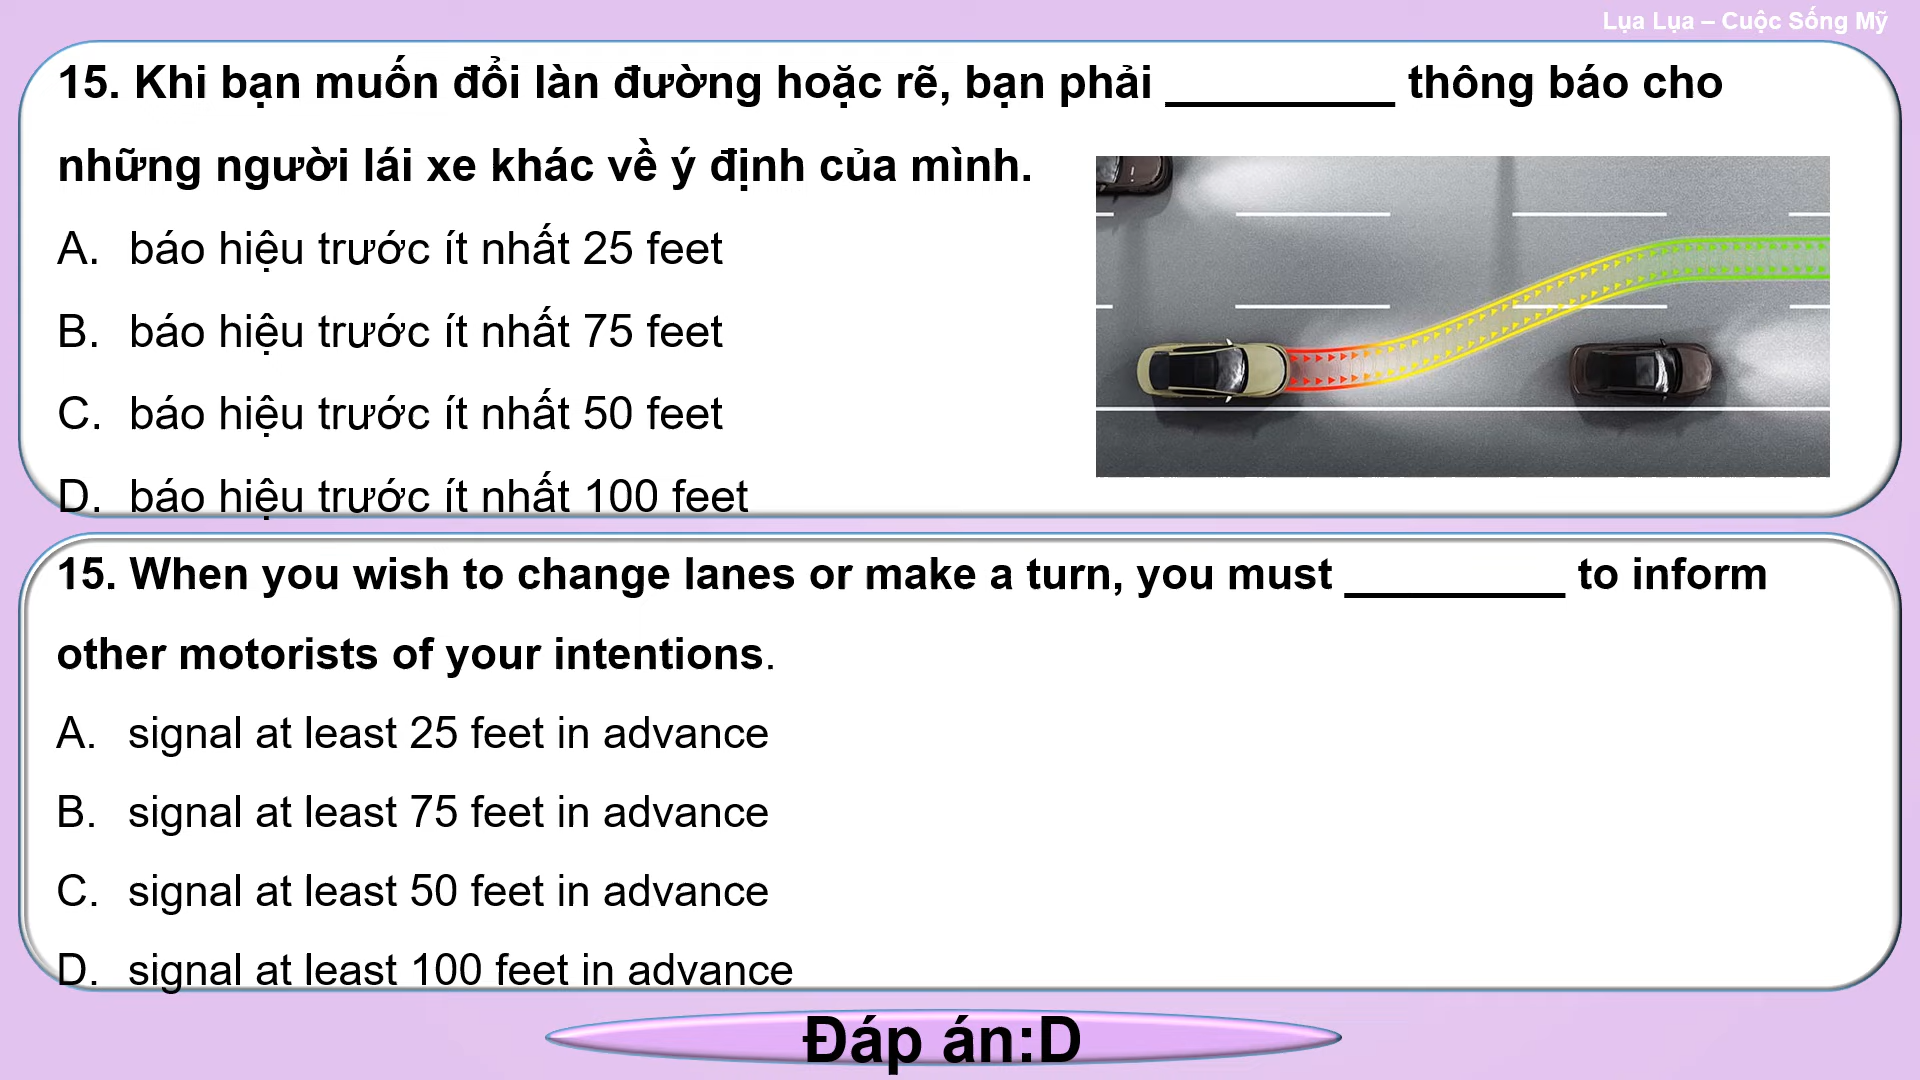 Lụa Lụa – Cuộc Sống Mỹ
15. Khi bạn muốn đổi làn đường hoặc rẽ, bạn phải _________ thông báo cho
những người lái xe khác về ý định của mình.
A. báo hiệu trước ít nhất 25 feet
B. báo hiệu trước ít nhất 75 feet
C. báo hiệu trước ít nhất 50 feet
D. báo hiệu trước ít nhất 100 feet
15. When you wish to change lanes or make a turn, you must _________ to inform
other motorists of your intentions.
A. signal at least 25 feet in advance
B. signal at least 75 feet in advance
C. signal at least 50 feet in advance
D. signal at least 100 feet in advance
Đáp án:D